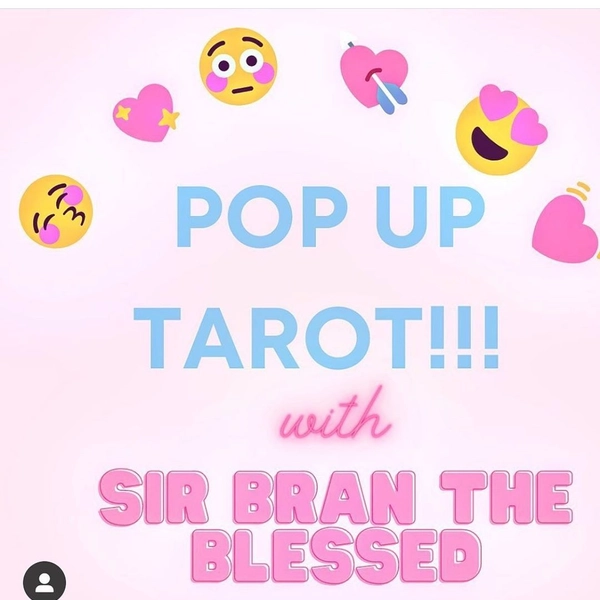 POP UP
TAROT!!!
with
SIR BRAN THE
BLESSED